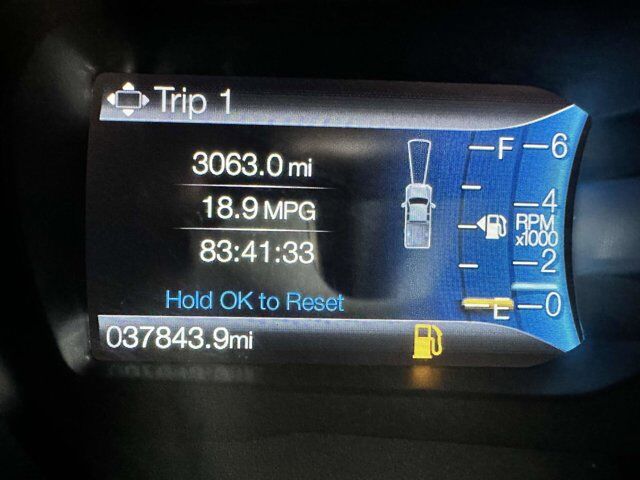 Trip 1
3063.0 mi
18.9 MPG
83:41:33
Hold OK to Reset
037843.9mi
F
E
6
4
RPM
x1000
2
0